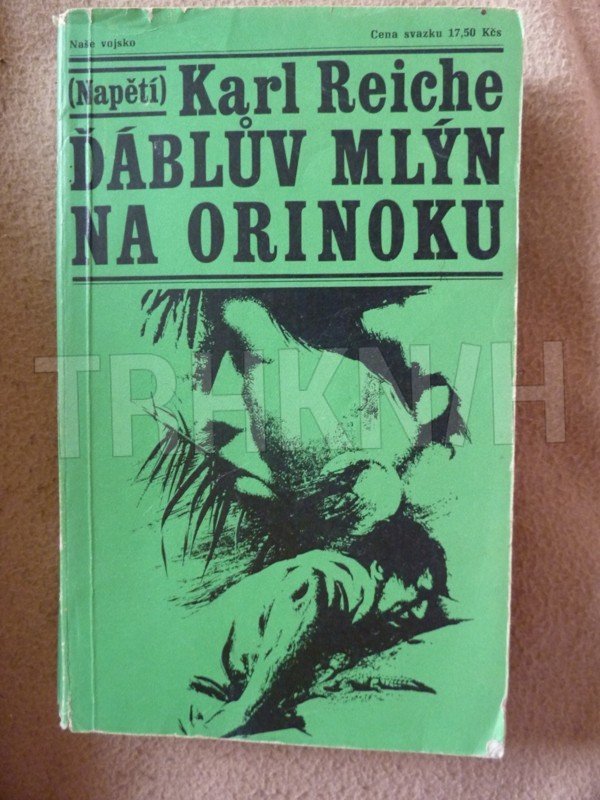 Naše vojsko
Cena svazku 17,50 Kčs
(Napětí) Karl Reiche
ĎÁBLŮV MLÝN
NA ORINOKU
TRHKNIH